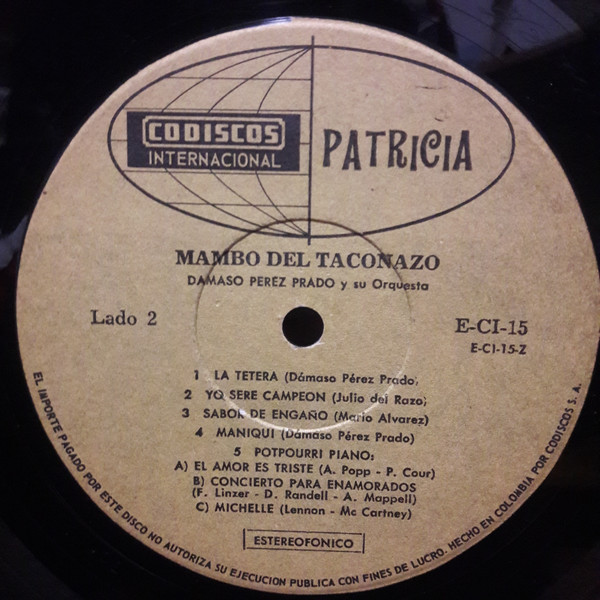 CODISCOS
INTERNACIONAL
PATRICIA
MAMBO DEL TACONAZO
DAMASO PEREZ PRADO y su Orquesta
Lado 2
E-CI-15
E-CI-15-Z
1 LA TETERA (Dámaso Pérez Prado)
2 YO SERE CAMPEON (Julio del Razo)
3 SABOR DE ENGAÑO (Mario Alvarez)
4 MANIQUI (Dámaso Pérez Prado)
5 POTPOURRI PIANO:
A) EL AMOR ES TRISTE (A. Popp - P. Cour)
B) CONCIERTO PARA ENAMORADOS
(F. Linzer - D. Randell - A. Mappell)
C) MICHELLE (Lennon - Mc Cartney)
ESTEREOFONICO
EL IMPORTE PAGADO POR ESTE DISCO NO AUTORIZA SU EJECUCION PUBLICA CON FINES DE LUCRO. HECHO EN COLOMBIA POR CODISCOS S. A.